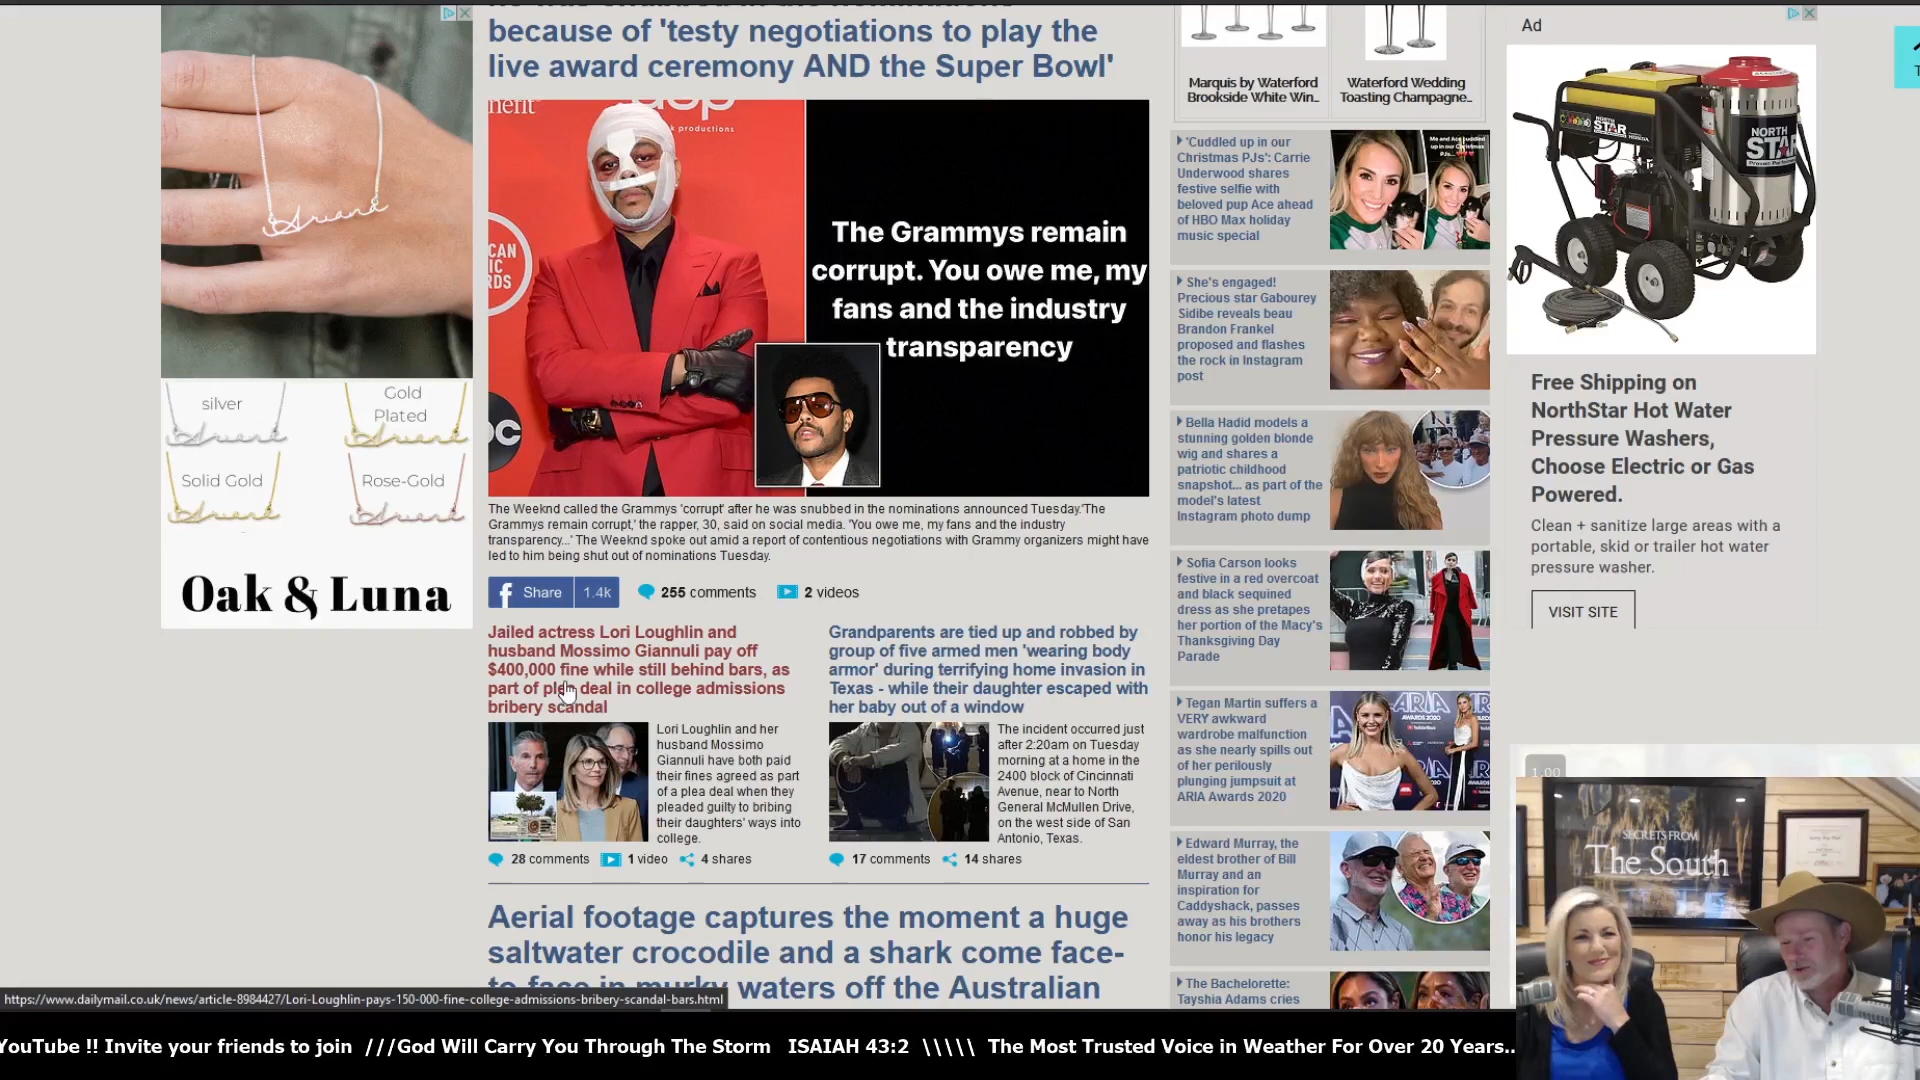 because of 'testy negotiations to play the
live award ceremony AND the Super Bowl'
k productions
The Grammys remain
corrupt. You owe me, my
fans and the industry
transparency
The Weeknd called the Grammys 'corrupt' after he was snubbed in the nominations announced Tuesday.'The
Grammys remain corrupt,' the rapper, 30, said on social media. 'You owe me, my fans and the industry
transparency...' The Weeknd spoke out amid a report of contentious negotiations with Grammy organizers might have
led to him being shut out of nominations Tuesday.
Share 1.4k 255 comments 2 videos
Jailed actress Lori Loughlin and
husband Mossimo Giannuli pay off
$400,000 fine while still behind bars, as
part of plea deal in college admissions
bribery scandal
Lori Loughlin and her
husband Mossimo
Giannuli have both paid
their fines agreed as part
of a plea deal when they
pleaded guilty to bribing
their daughters' ways into
college.
28 comments 1 video 4 shares
Grandparents are tied up and robbed by
group of five armed men 'wearing body
armor' during terrifying home invasion in
Texas - while their daughter escaped with
her baby out of a window
The incident occurred just
after 2:20am on Tuesday
morning at a home in the
2400 block of Cincinnati
Avenue, near to North
General McMullen Drive,
on the west side of San
Antonio, Texas.
17 comments 14 shares
Aerial footage captures the moment a huge
saltwater crocodile and a shark come face-
to face in murky waters off the Australian
silver
Gold
Plated
Solid Gold
Rose-Gold
Oak & Luna
Marquis by Waterford
Brookside White Win...
Waterford Wedding
Toasting Champagne...
'Cuddled up in our
Christmas PJs': Carrie
Underwood shares
festive selfie with
beloved pup Ace ahead
of HBO Max holiday
music special
She's engaged!
Precious star Gabourey
Sidibe reveals beau
Brandon Frankel
proposed and flashes
the rock in Instagram
post
Bella Hadid models a
stunning golden blonde
wig and shares a
patriotic childhood
snapshot... as part of the
model's latest
Instagram photo dump
Sofia Carson looks
festive in a red overcoat
and black sequined
dress as she pretapes
her portion of the Macy's
Thanksgiving Day
Parade
Tegan Martin suffers a
VERY awkward
wardrobe malfunction
as she nearly spills out
of her perilously
plunging jumpsuit at
ARIA Awards 2020
Edward Murray, the
eldest brother of Bill
Murray and an
inspiration for
Caddyshack, passes
away as his brothers
honor his legacy
The Bachelorette:
Tayshia Adams cries
Ad
NORTH
STAR
Free Shipping on
NorthStar Hot Water
Pressure Washers,
Choose Electric or Gas
Powered.
Clean + sanitize large areas with a
portable, skid or trailer hot water
pressure washer.
VISIT SITE
1.00
SECRETS FROM
The South
https://www.dailymail.co.uk/news/article-8984427/Lori-Loughlin-pays-150-000-fine-college-admissions-bribery-scandal-bars.html
YouTube !! Invite your friends to join ///God Will Carry You Through The Storm ISAIAH 43:2 \\\\\ The Most Trusted Voice in Weather For Over 20 Years..